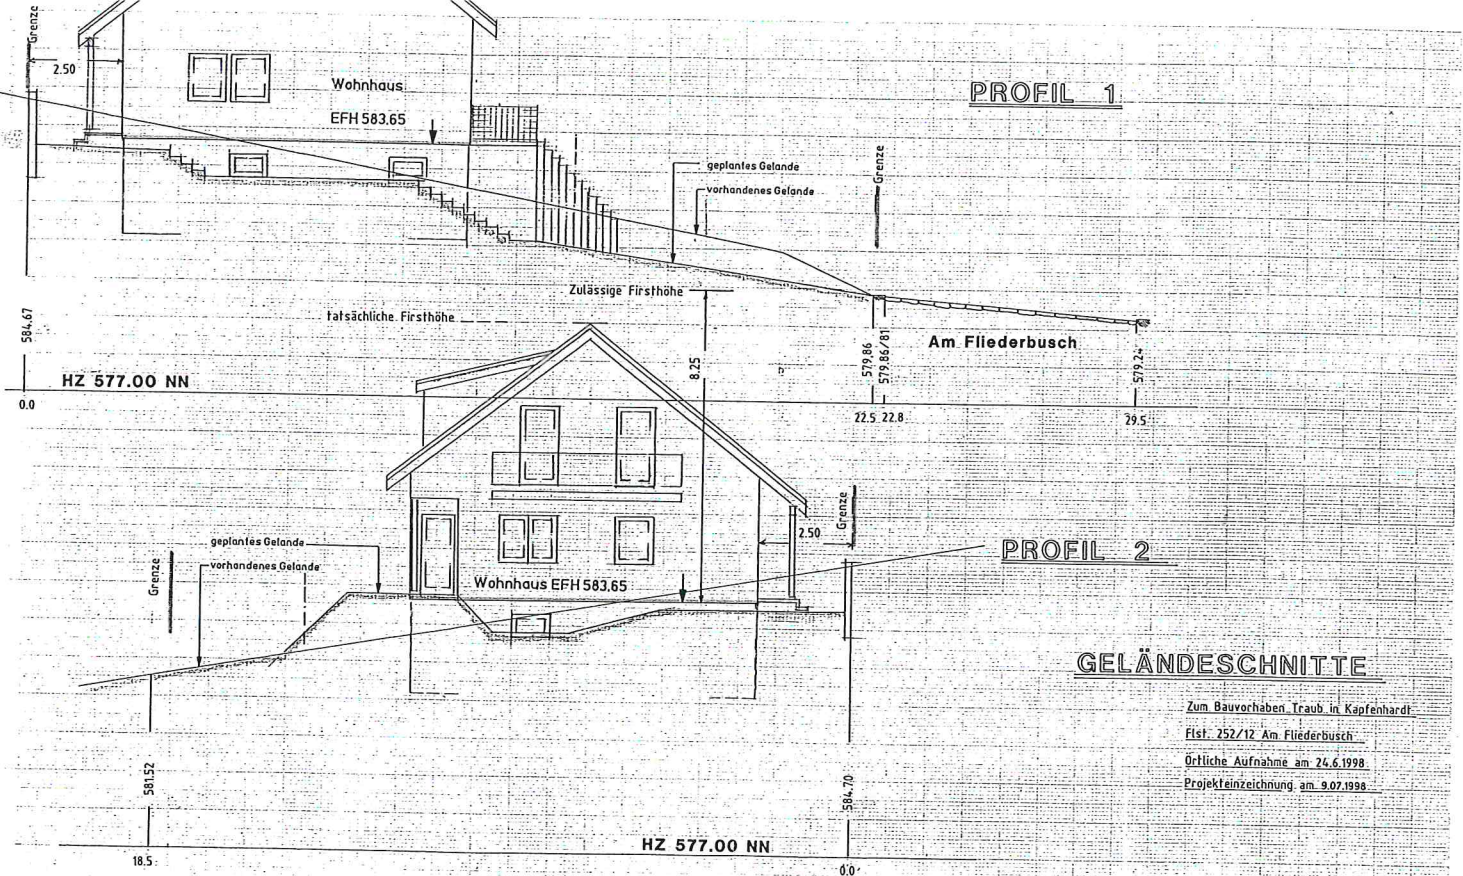 Grenze
2.50
Wohnhaus
EFH 583.65
PROFIL 1
geplantes Gelande
vorhandenes Gelande
Grenze
Zulässige Firsthöhe
tatsächliche Firsthöhe
584.67
HZ 577.00 NN
0.0
8.25
579.86
579.86/81
Am Fliederbusch
579.24
22.5 22.8
29.5
Grenze
2.50
geplantes Gelande
vorhandenes Gelande
Grenze
Wohnhaus EFH 583.65
PROFIL 2
GELÄNDESCHNITTE
Zum Bauvorhaben Traub in Kapfenhardt
Flst. 252/12 Am Fliederbusch
Örtliche Aufnahme am 24.6.1998
Projekteinzeichnung am 9.07.1998
581.52
584.70
HZ 577.00 NN
18.5
0.0